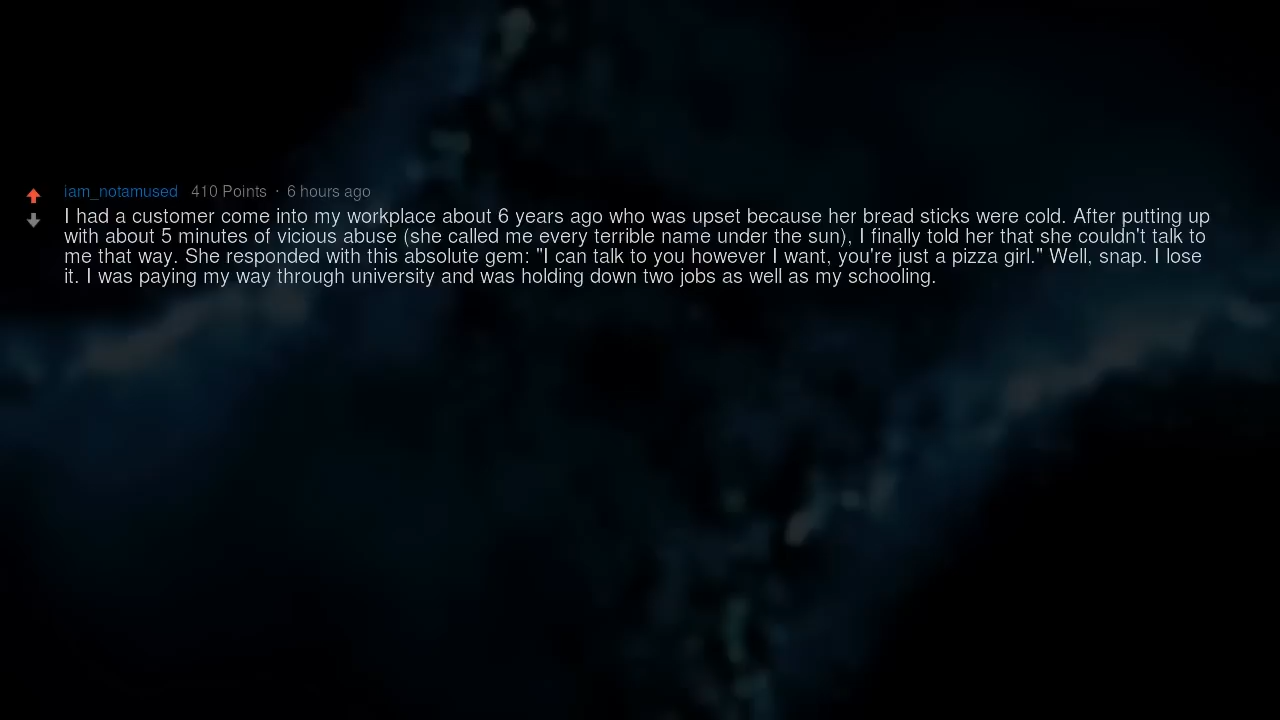 iam_notamused 410 Points · 6 hours ago
I had a customer come into my workplace about 6 years ago who was upset because her bread sticks were cold. After putting up
with about 5 minutes of vicious abuse (she called me every terrible name under the sun), I finally told her that she couldn't talk to
me that way. She responded with this absolute gem: "I can talk to you however I want, you're just a pizza girl." Well, snap. I lose
it. I was paying my way through university and was holding down two jobs as well as my schooling.